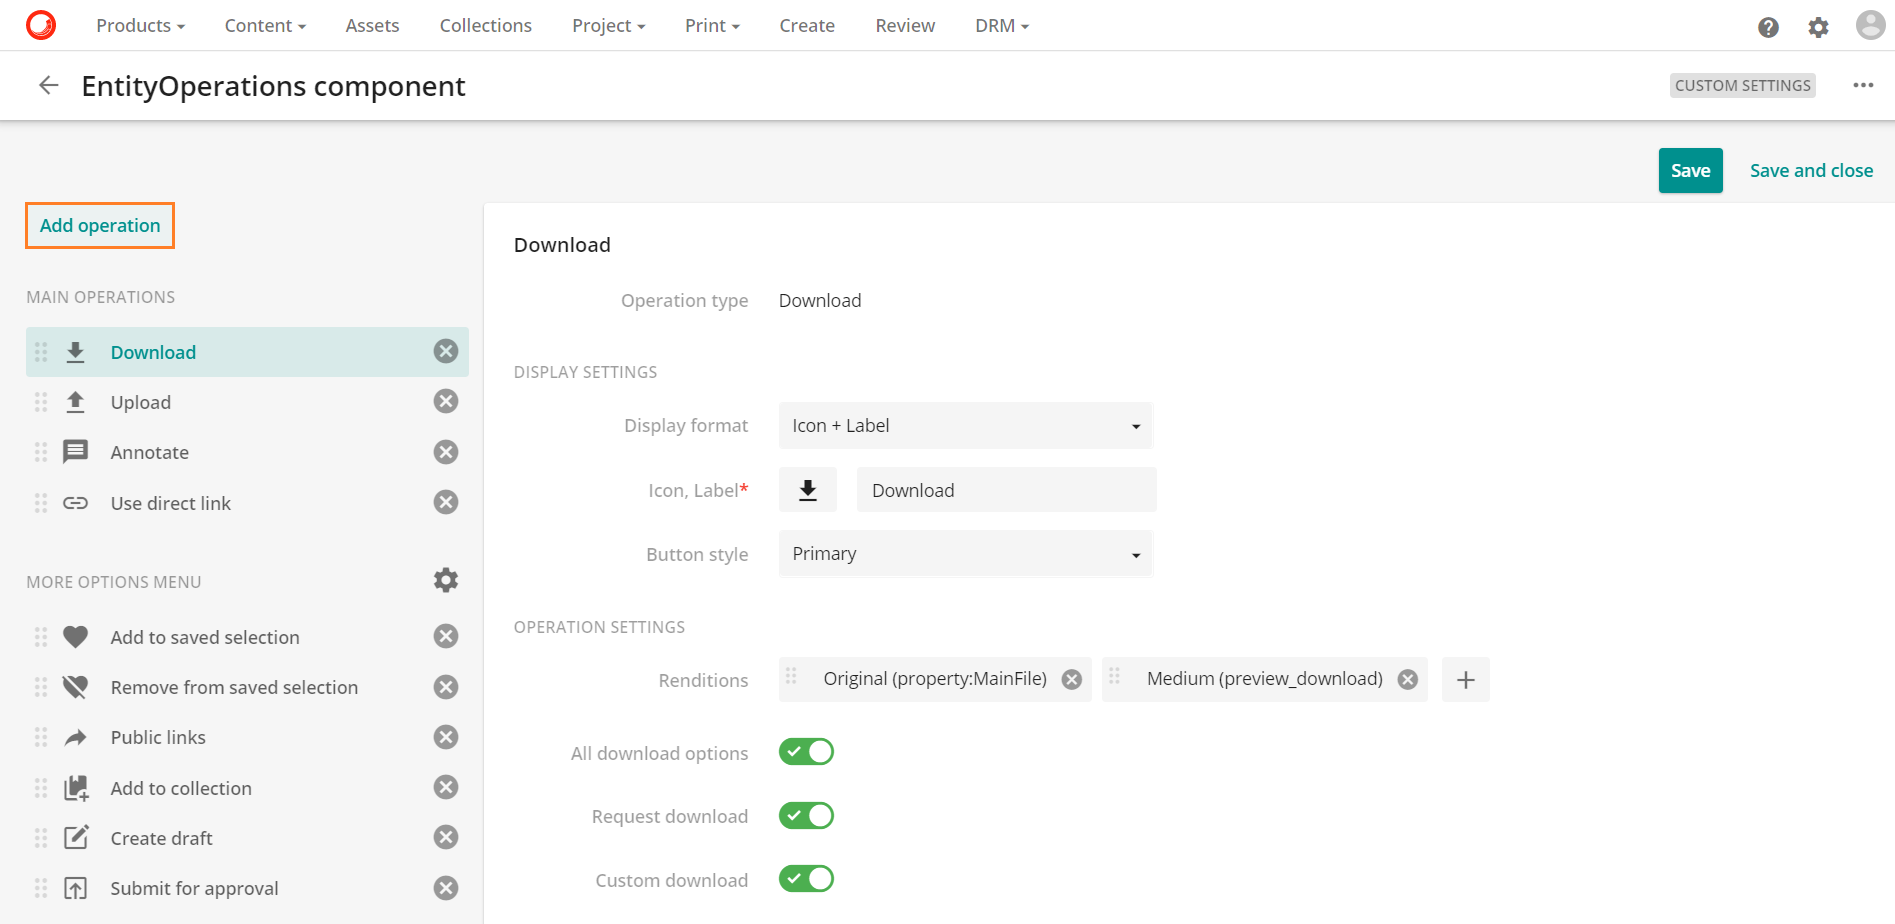 Products Content Assets Collections Project Print Create Review DRM
EntityOperations component CUSTOM SETTINGS
Save Save and close
Add operation
MAIN OPERATIONS
Download
Upload
Annotate
Use direct link
MORE OPTIONS MENU
Add to saved selection
Remove from saved selection
Public links
Add to collection
Create draft
Submit for approval
Download
Operation type Download
DISPLAY SETTINGS
Display format Icon + Label
Icon, Label* Download
Button style Primary
OPERATION SETTINGS
Renditions Original (property:MainFile) Medium (preview_download)
All download options
Request download
Custom download